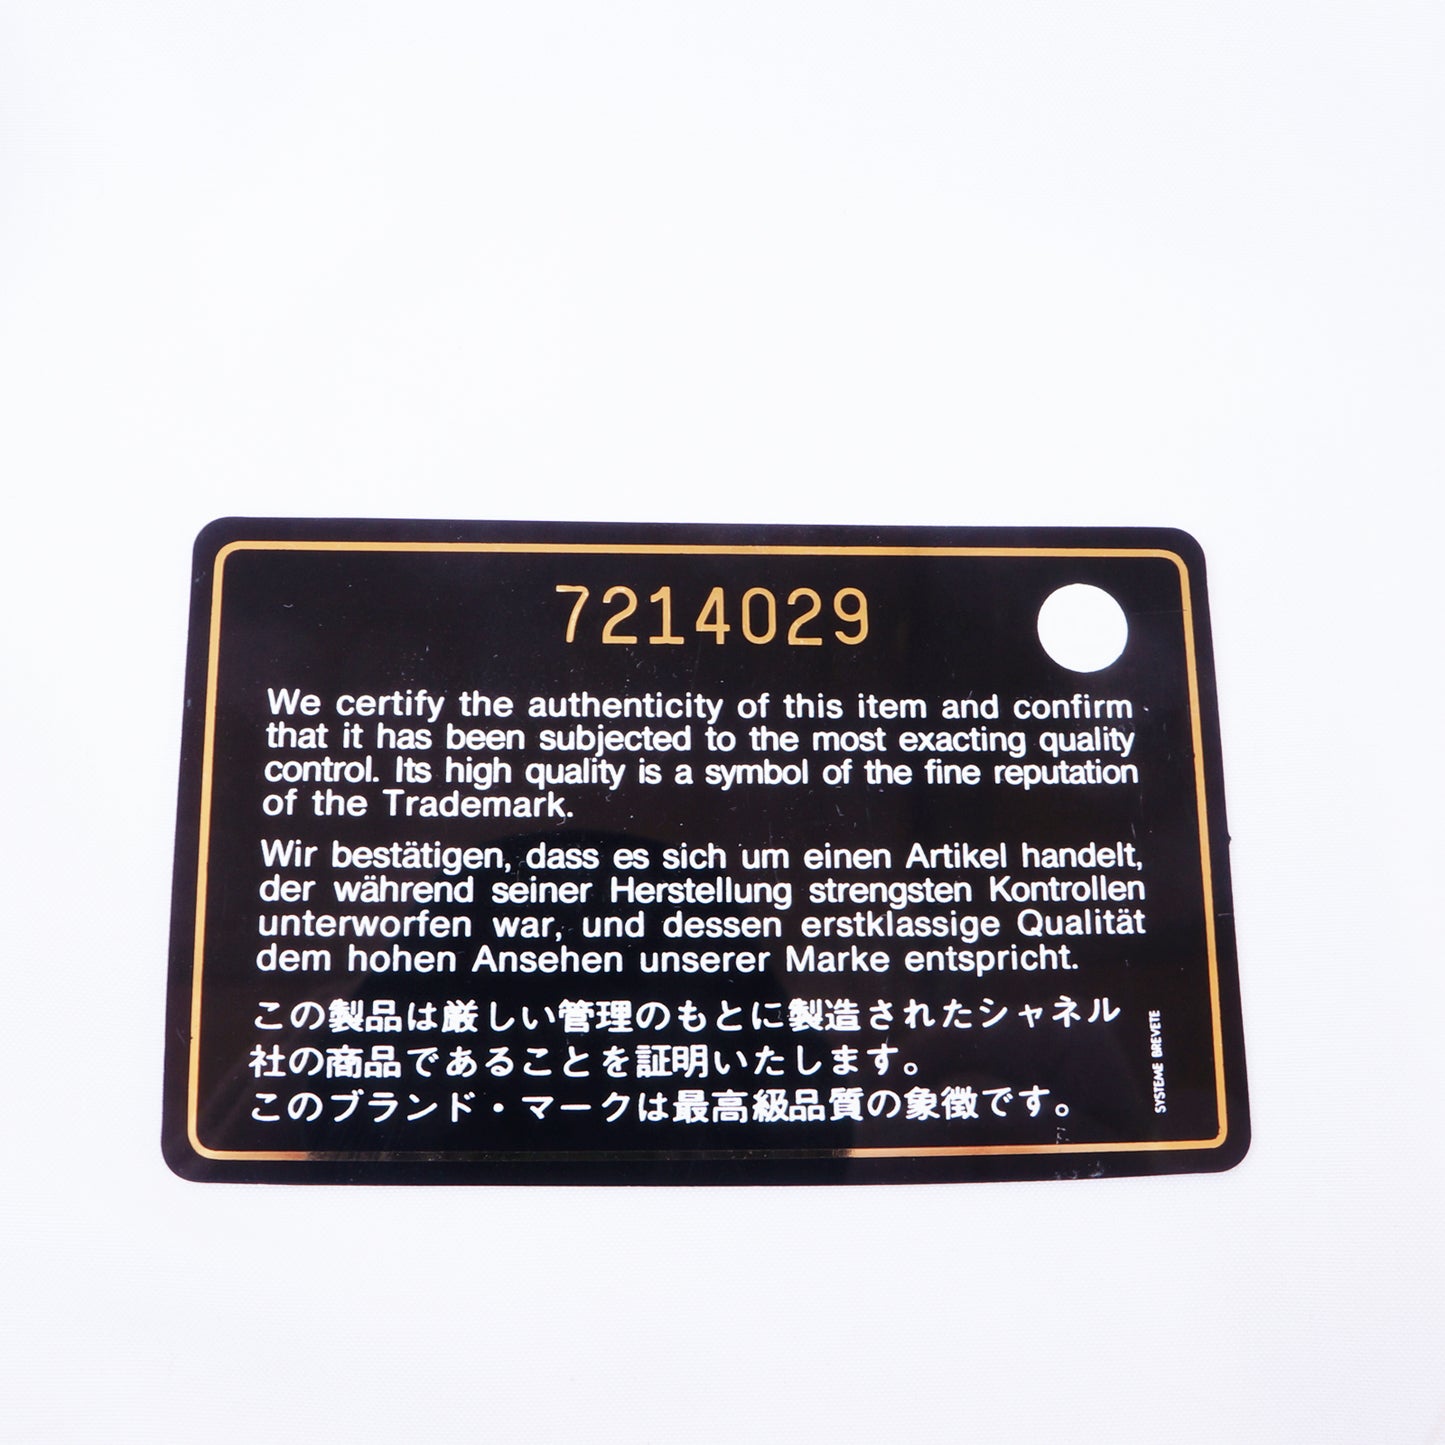 7214029
We certify the authenticity of this item and confirm
that it has been subjected to the most exacting quality
control. Its high quality is a symbol of the fine reputation
of the Trademark.
Wir bestätigen, dass es sich um einen Artikel handelt,
der während seiner Herstellung strengsten Kontrollen
unterworfen war, und dessen erstklassige Qualität
dem hohen Ansehen unserer Marke entspricht.
この製品は厳しい管理のもとに製造されたシャネル
社の商品であることを証明いたします。
このブランド・マークは最高級品質の象徴です。
SYSTEME BREVETE